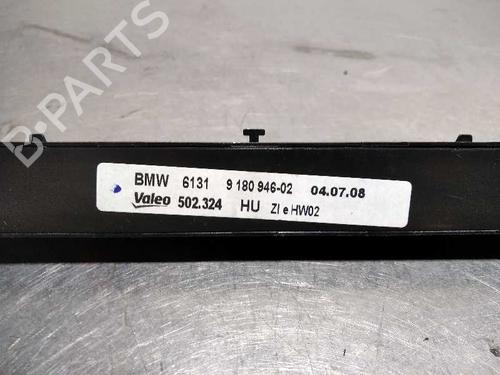 BMW 6131 9 180 946-02 04.07.08
Valeo 502.324 HU ZI e HW02
B-PARTS